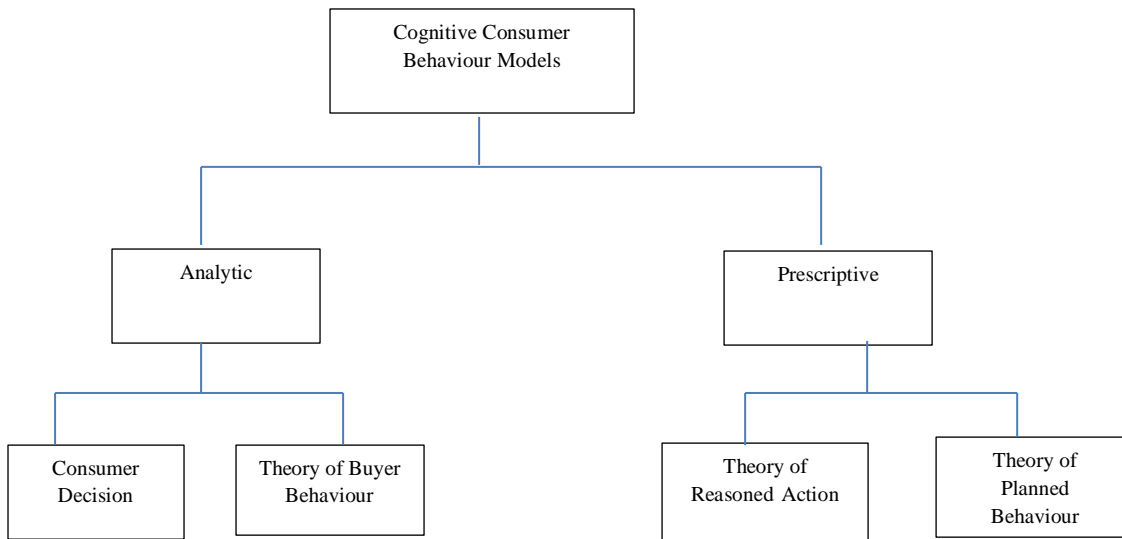 Cognitive Consumer
Behaviour Models
Analytic
Prescriptive
Consumer
Decision
Theory of Buyer
Behaviour
Theory of
Reasoned Action
Theory of
Planned
Behaviour